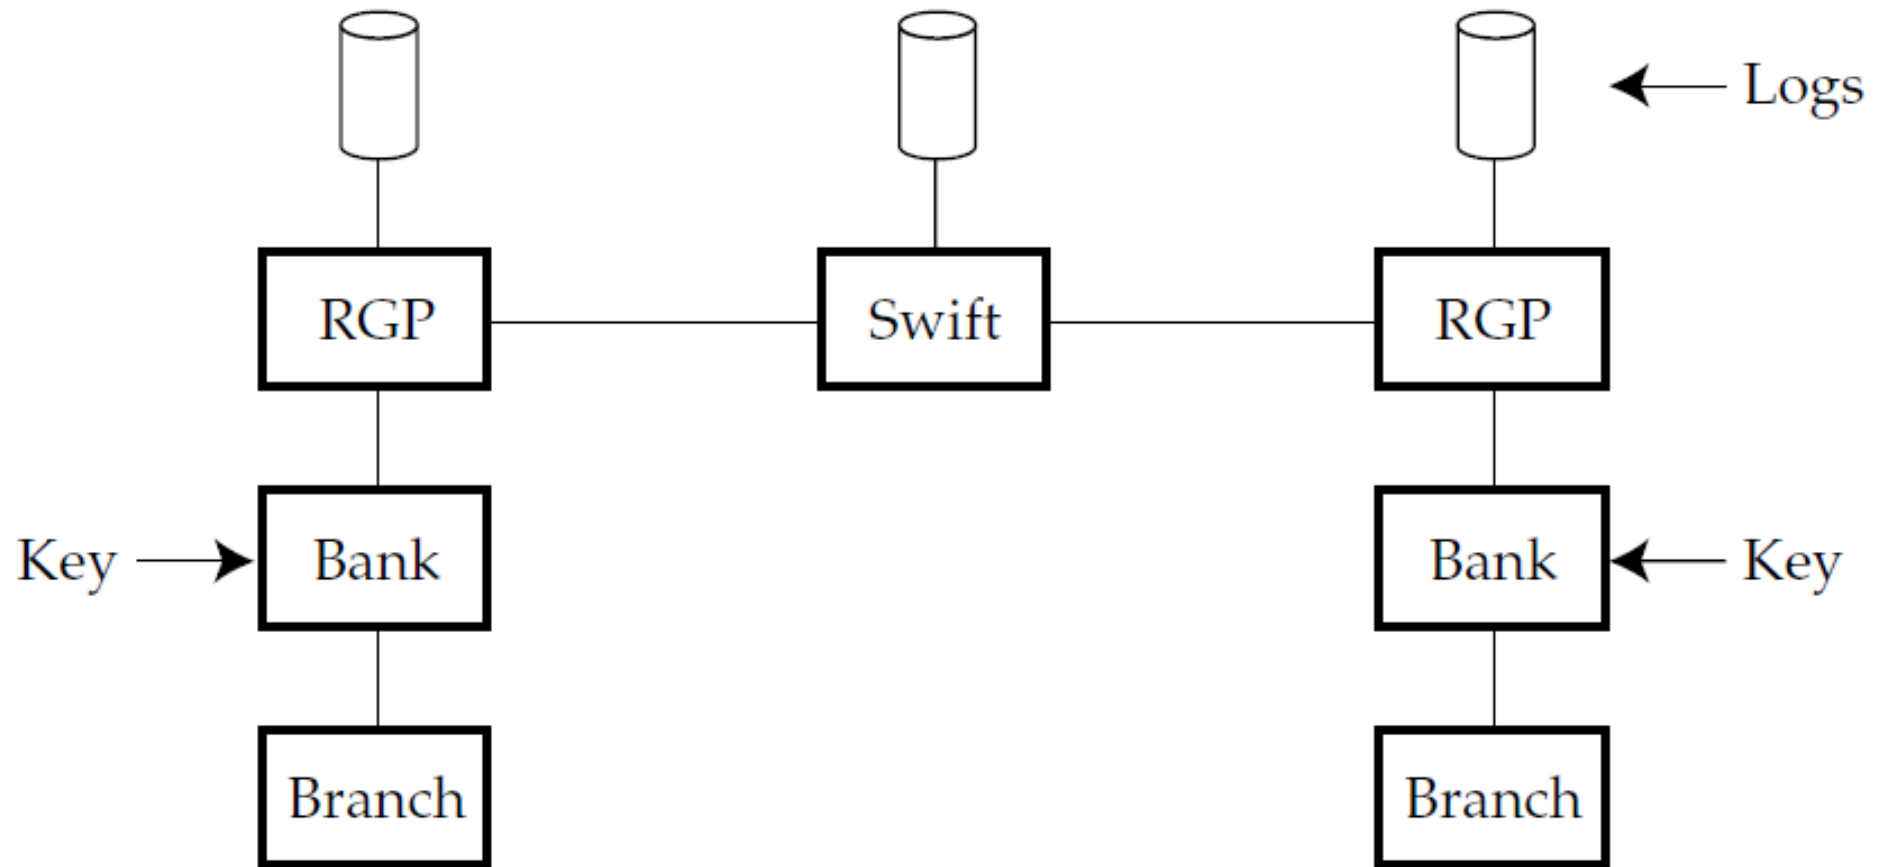 Logs
RGP
Swift
RGP
Key
Bank
Bank
Key
Branch
Branch